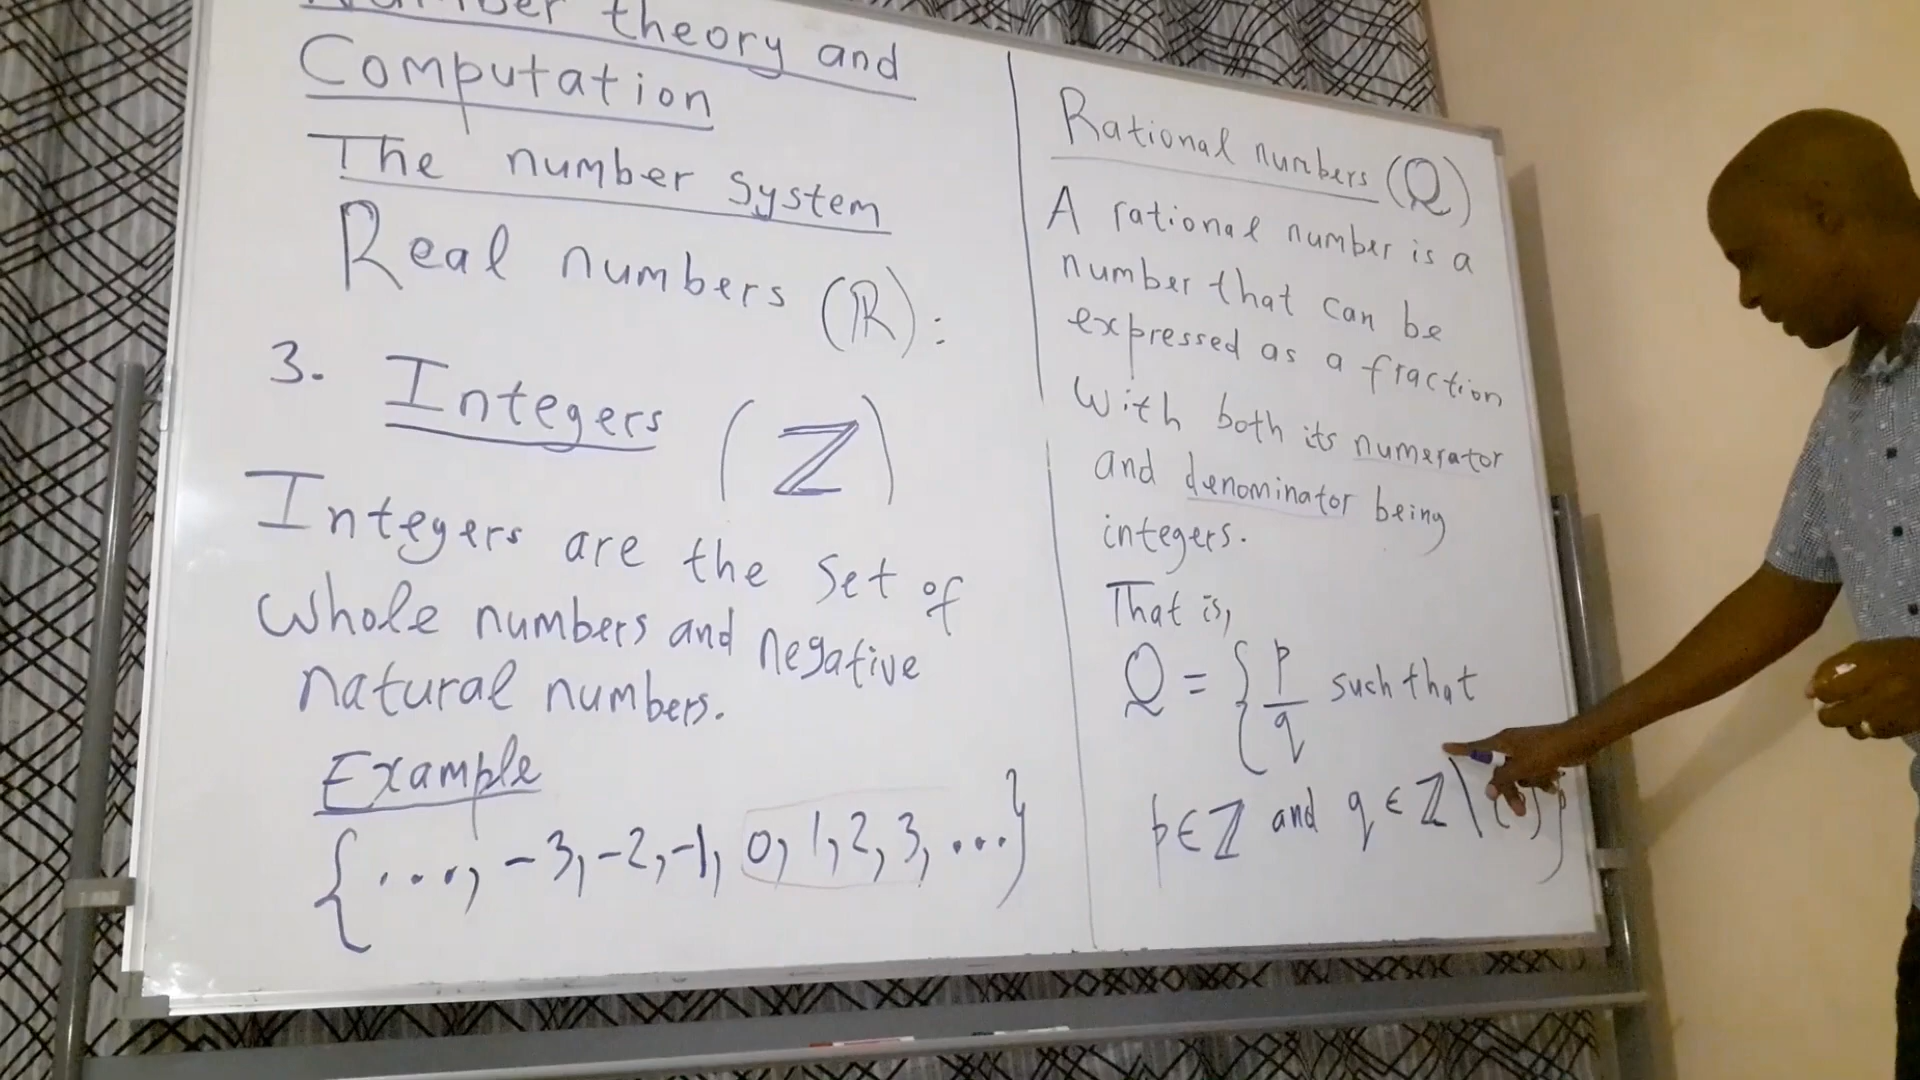 Number theory and
Computation
The number system
Real numbers (ℝ):
3. Integers (ℤ)
Integers are the set of
whole numbers and negative
natural numbers.
Example
{..., -3, -2, -1, 0, 1, 2, 3, ...}
Rational numbers (ℚ)
A rational number is a
number that can be
expressed as a fraction
with both its numerator
and denominator being
integers.
That is,
ℚ = { p/q such that
p ∈ ℤ and q ∈ ℤ \ { }